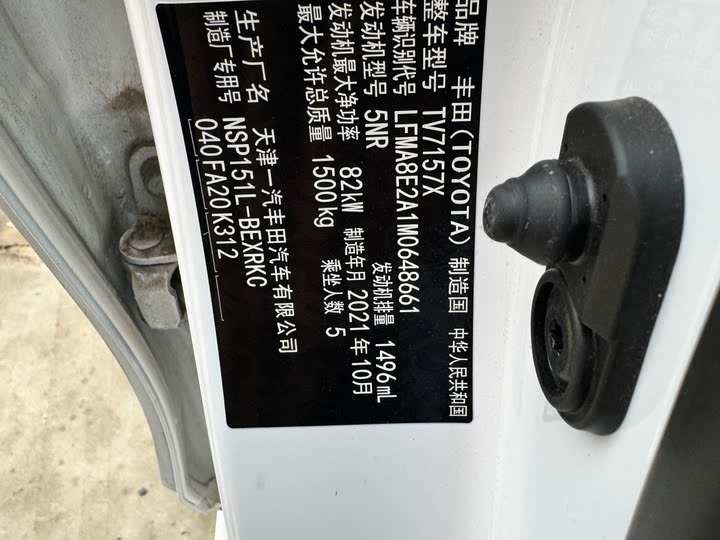 品牌 丰田(TOYOTA) 制造国 中华人民共和国
整车型号 TV7157X
车辆识别代号 LFMA8E2A1M0648661
发动机型号 5NR 发动机排量 1496mL
发动机最大净功率 82kW 制造年月 2021年10月
最大允许总质量 1500kg 乘坐人数 5
生产厂名 天津一汽丰田汽车有限公司
制造厂专用号 NSP151L-BEXRKC
040 FA20 K312